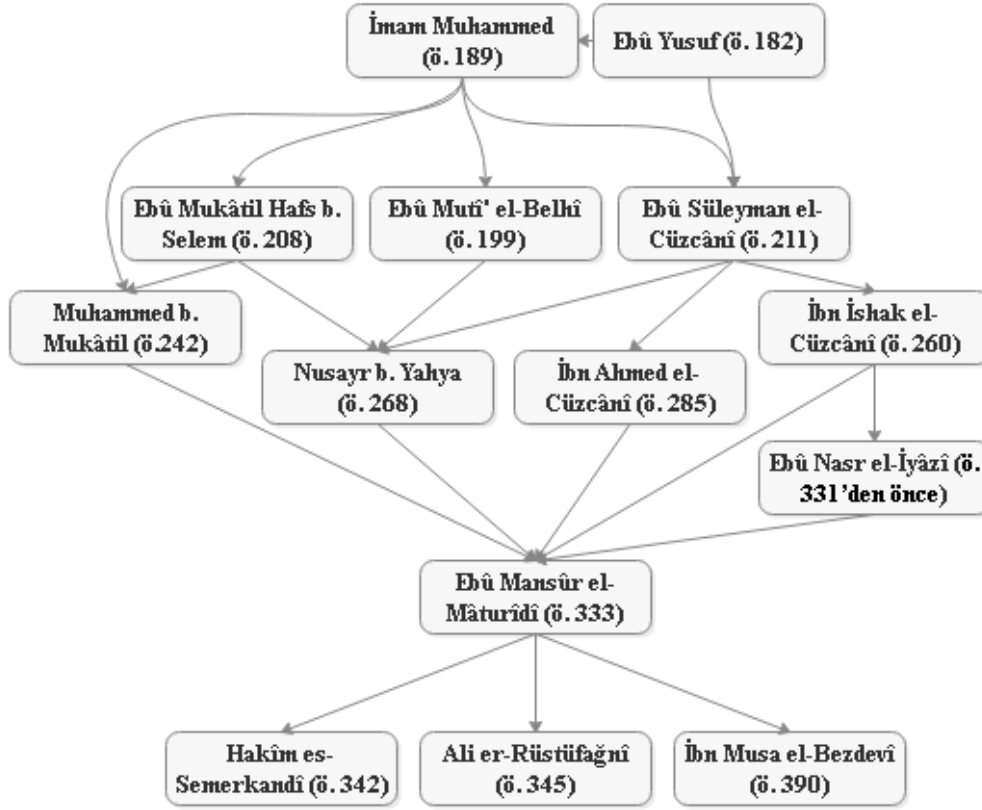 İmam Muhammed
(ö. 189)
Ebû Yusuf (ö. 182)
Ebû Mukâtil Hafs b.
Selem (ö. 208)
Ebû Mutî' el-Belhî
(ö. 199)
Ebû Süleyman el-
Cüzcânî (ö. 211)
Muhammed b.
Mukâtil (ö.242)
İbn İshak el-
Cüzcânî (ö. 260)
Nusayr b. Yahya
(ö. 268)
İbn Ahmed el-
Cüzcânî (ö. 285)
Ebû Nasr el-İyâzî (ö.
331’den önce)
Ebû Mansûr el-
Mâturîdî (ö. 333)
Hakîm es-
Semerkandî (ö. 342)
Ali er-Rüstüfağnî
(ö. 345)
İbn Musa el-Bezdevî
(ö. 390)